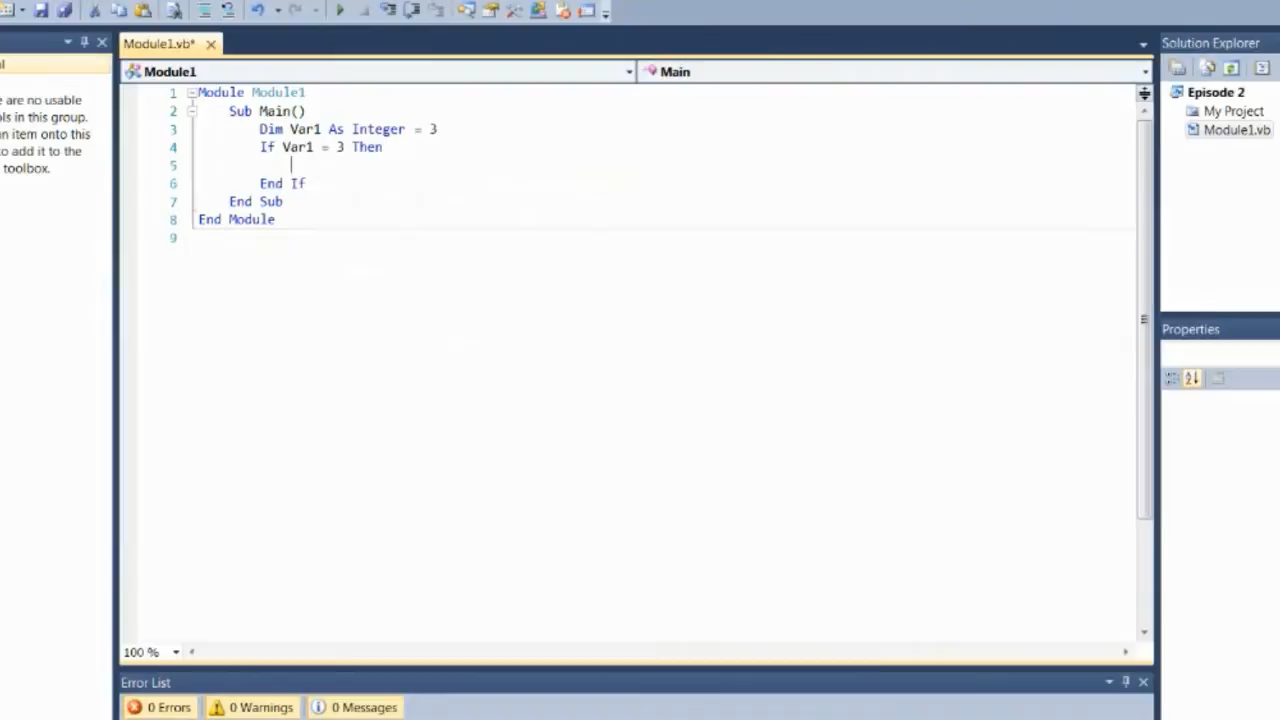 Module1.vb*
Solution Explorer
l
Module1
Main
e are no usable
ls in this group.
n item onto this
to add it to the
toolbox.
1 Module Module1
2 Sub Main()
3 Dim Var1 As Integer = 3
4 If Var1 = 3 Then
5
6 End If
7 End Sub
8 End Module
9
Episode 2
My Project
Module1.vb
Properties
100 %
Error List
0 Errors
0 Warnings
0 Messages